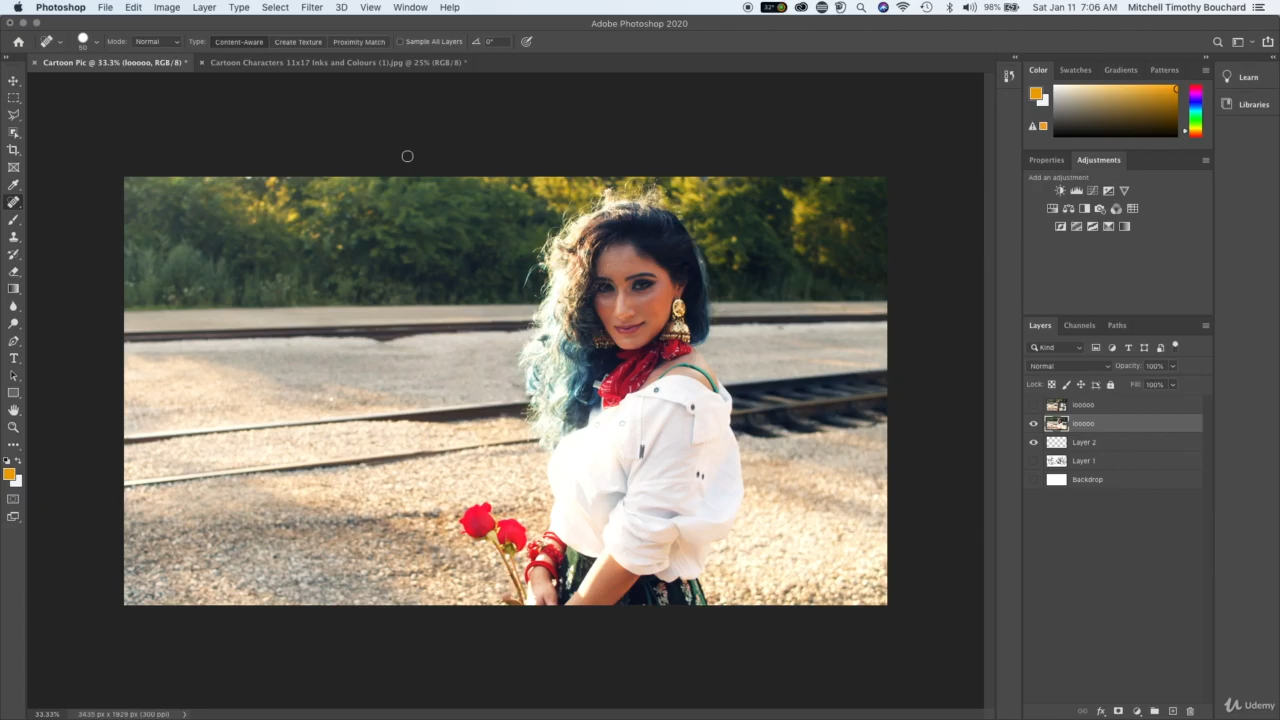 Photoshop File Edit Image Layer Type Select Filter 3D View Window Help 32° 98% Sat Jan 11 7:06 AM Mitchell Timothy Bouchard
Adobe Photoshop 2020
50 Mode: Normal Type: Content-Aware Create Texture Proximity Match Sample All Layers 0°
Cartoon Pic @ 33.3% (looooo, RGB/8) * Cartoon Characters 11x17 Inks and Colours (1).jpg @ 25% (RGB/8) *
Color Swatches Gradients Patterns
Learn
Libraries
Properties Adjustments
Add an adjustment
Layers Channels Paths
Kind
Normal Opacity: 100%
Lock: Fill: 100%
looooo
looooo
Layer 2
Layer 1
Backdrop
33.33% 3435 px x 1929 px (300 ppi)
Udemy